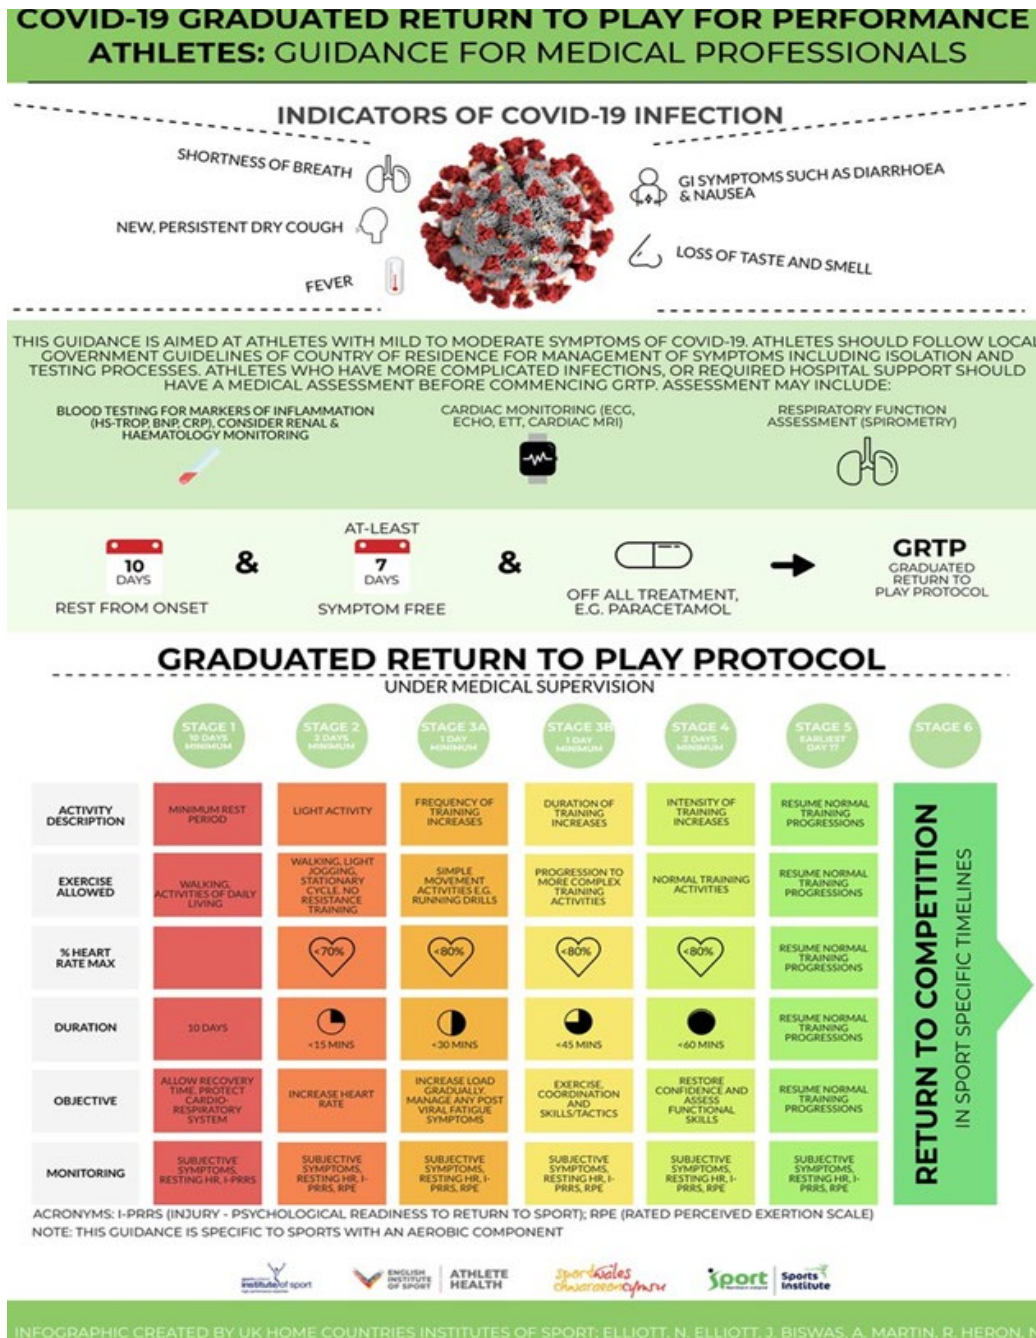 COVID-19 GRADUATED RETURN TO PLAY FOR PERFORMANCE
ATHLETES: GUIDANCE FOR MEDICAL PROFESSIONALS
INDICATORS OF COVID-19 INFECTION
SHORTNESS OF BREATH
NEW, PERSISTENT DRY COUGH
FEVER
GI SYMPTOMS SUCH AS DIARRHOEA
& NAUSEA
LOSS OF TASTE AND SMELL
THIS GUIDANCE IS AIMED AT ATHLETES WITH MILD TO MODERATE SYMPTOMS OF COVID-19. ATHLETES SHOULD FOLLOW LOCAL
GOVERNMENT GUIDELINES OF COUNTRY OF RESIDENCE FOR MANAGEMENT OF SYMPTOMS INCLUDING ISOLATION AND
TESTING PROCESSES. ATHLETES WHO HAVE MORE COMPLICATED INFECTIONS, OR REQUIRED HOSPITAL SUPPORT SHOULD
HAVE A MEDICAL ASSESSMENT BEFORE COMMENCING GRTP. ASSESSMENT MAY INCLUDE:
BLOOD TESTING FOR MARKERS OF INFLAMMATION
(HS-TROP, BNP, CRP), CONSIDER RENAL &
HAEMATOLOGY MONITORING
CARDIAC MONITORING (ECG,
ECHO, ETT, CARDIAC MRI)
RESPIRATORY FUNCTION
ASSESSMENT (SPIROMETRY)
10
DAYS
REST FROM ONSET
&
AT-LEAST
7
DAYS
SYMPTOM FREE
&
OFF ALL TREATMENT,
E.G. PARACETAMOL
GRTP
GRADUATED
RETURN TO
PLAY PROTOCOL
GRADUATED RETURN TO PLAY PROTOCOL
UNDER MEDICAL SUPERVISION
STAGE 1
10 DAYS
MINIMUM
STAGE 2
2 DAYS
MINIMUM
STAGE 3A
1 DAY
MINIMUM
STAGE 3B
1 DAY
MINIMUM
STAGE 4
2 DAYS
MINIMUM
STAGE 5
EARLIEST
DAY 17
STAGE 6
ACTIVITY
DESCRIPTION
MINIMUM REST
PERIOD
LIGHT ACTIVITY
FREQUENCY OF
TRAINING
INCREASES
DURATION OF
TRAINING
INCREASES
INTENSITY OF
TRAINING
INCREASES
RESUME NORMAL
TRAINING
PROGRESSIONS
EXERCISE
ALLOWED
WALKING,
ACTIVITIES OF DAILY
LIVING
WALKING, LIGHT
JOGGING,
STATIONARY
CYCLE. NO
RESISTANCE
TRAINING
SIMPLE
MOVEMENT
ACTIVITIES E.G.
RUNNING DRILLS
PROGRESSION TO
MORE COMPLEX
TRAINING
ACTIVITIES
NORMAL TRAINING
ACTIVITIES
RESUME NORMAL
TRAINING
PROGRESSIONS
% HEART
RATE MAX
<70%
<80%
<80%
<80%
RESUME NORMAL
TRAINING
PROGRESSIONS
DURATION
10 DAYS
<15 MINS
<30 MINS
<45 MINS
<60 MINS
RESUME NORMAL
TRAINING
PROGRESSIONS
OBJECTIVE
ALLOW RECOVERY
TIME, PROTECT
CARDIO-
RESPIRATORY
SYSTEM
INCREASE HEART
RATE
INCREASE LOAD
GRADUALLY,
MANAGE ANY POST
VIRAL FATIGUE
SYMPTOMS
EXERCISE,
COORDINATION
AND
SKILLS/TACTICS
RESTORE
CONFIDENCE AND
ASSESS
FUNCTIONAL
SKILLS
RESUME NORMAL
TRAINING
PROGRESSIONS
MONITORING
SUBJECTIVE
SYMPTOMS,
RESTING HR, I-PRRS
SUBJECTIVE
SYMPTOMS,
RESTING HR, I-
PRRS, RPE
SUBJECTIVE
SYMPTOMS,
RESTING HR, I-
PRRS, RPE
SUBJECTIVE
SYMPTOMS,
RESTING HR, I-
PRRS, RPE
SUBJECTIVE
SYMPTOMS,
RESTING HR, I-
PRRS, RPE
SUBJECTIVE
SYMPTOMS,
RESTING HR, I-
PRRS, RPE
RETURN TO COMPETITION
IN SPORT SPECIFIC TIMELINES
ACRONYMS: I-PRRS (INJURY - PSYCHOLOGICAL READINESS TO RETURN TO SPORT); RPE (RATED PERCEIVED EXERTION SCALE)
NOTE: THIS GUIDANCE IS SPECIFIC TO SPORTS WITH AN AEROBIC COMPONENT
institute of sport
ENGLISH
INSTITUTE
OF SPORT
ATHLETE
HEALTH
sportwales
chwaraeoncymru
sport
Sports
Institute
INFOGRAPHIC CREATED BY UK HOME COUNTRIES INSTITUTES OF SPORT: ELLIOTT. N, ELLIOTT. J, BISWAS. A, MARTIN. R, HERON